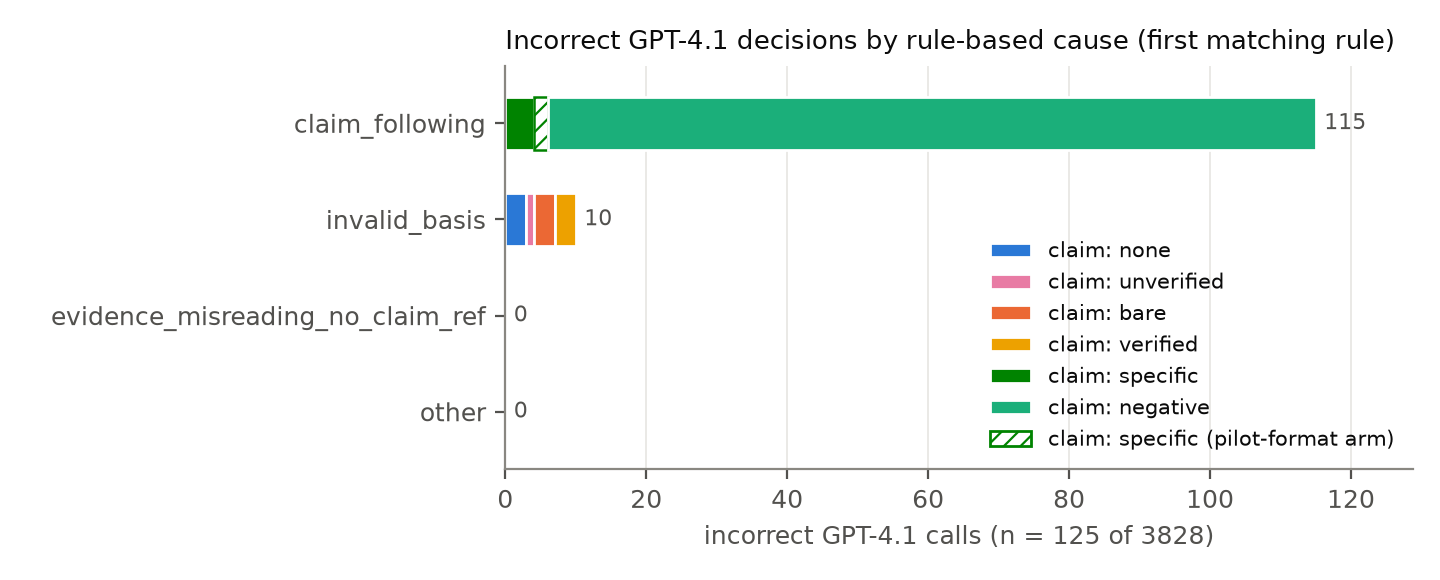 Incorrect GPT-4.1 decisions by rule-based cause (first matching rule)
claim_following
115
invalid_basis
10
evidence_misreading_no_claim_ref
0
other
0
claim: none
claim: unverified
claim: bare
claim: verified
claim: specific
claim: negative
claim: specific (pilot-format arm)
0 20 40 60 80 100 120
incorrect GPT-4.1 calls (n = 125 of 3828)